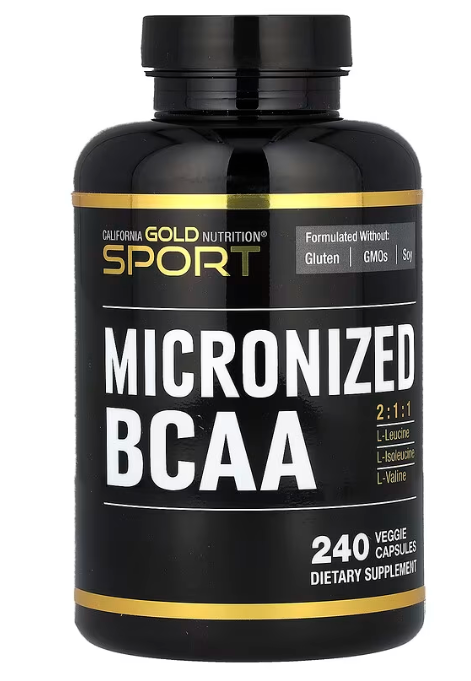 CALIFORNIA GOLD NUTRITION®
SPORT
Formulated Without:
Gluten | GMOs | Soy
MICRONIZED
BCAA
2:1:1
L-Leucine
L-Isoleucine
L-Valine
240 VEGGIE
CAPSULES
DIETARY SUPPLEMENT